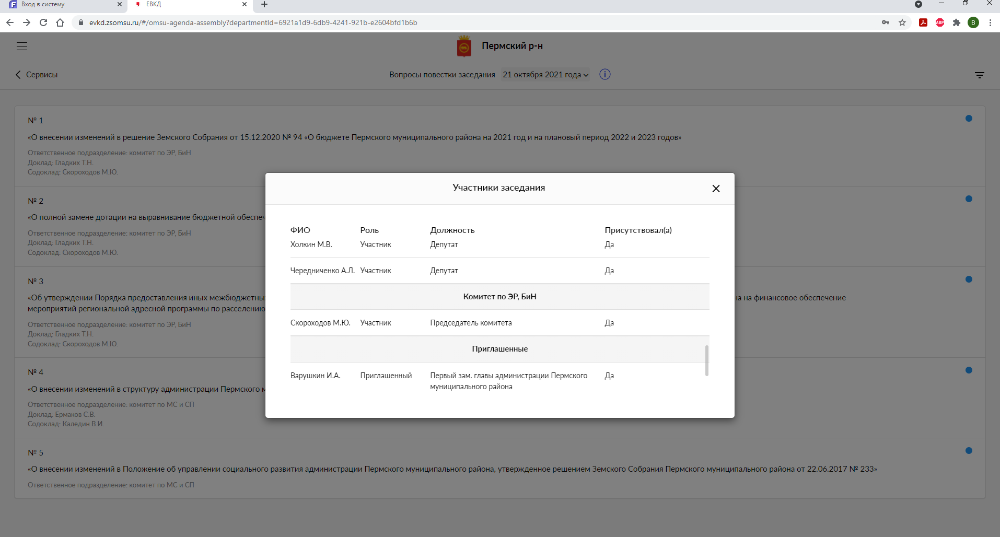 Вход в систему
ЕВКД
evkd.zsomsu.ru/#/omsu-agenda-assembly?departmentId=6921a1d9-6db9-4241-921b-e2604bfd1b6b
ABP
B
Пермский р-н
Сервисы
Вопросы повестки заседания 21 октября 2021 года
№ 1
«О внесении изменений в решение Земского Собрания от 15.12.2020 № 94 «О бюджете Пермского муниципального района на 2021 год и на плановый период 2022 и 2023 годов»
Ответственное подразделение: комитет по ЭР, БиН
Доклад: Гладких Т.Н.
Содоклад: Скороходов М.Ю.
№ 2
«О полной замене дотации на выравнивание бюджетной обеспеч
Ответственное подразделение: комитет по ЭР, БиН
Доклад: Гладких Т.Н.
Содоклад: Скороходов М.Ю.
№ 3
«Об утверждении Порядка предоставления иных межбюджетны на на финансовое обеспечение
мероприятий региональной адресной программы по расселению
Ответственное подразделение: комитет по ЭР, БиН
Доклад: Гладких Т.Н.
Содоклад: Скороходов М.Ю.
№ 4
«О внесении изменений в структуру администрации Пермского м
Ответственное подразделение: комитет по МС и СП
Доклад: Ермаков С.В.
Содоклад: Каледин В.И.
№ 5
«О внесении изменений в Положение об управлении социального развития администрации Пермского муниципального района, утвержденное решением Земского Собрания Пермского муниципального района от 22.06.2017 № 233»
Ответственное подразделение: комитет по МС и СП
Участники заседания
ФИО Роль Должность Присутствовал(а)
Холкин М.В. Участник Депутат Да
Чередниченко А.Л. Участник Депутат Да
Комитет по ЭР, БиН
Скороходов М.Ю. Участник Председатель комитета Да
Приглашенные
Варушкин И.А. Приглашенный Первый зам. главы администрации Пермского Да
муниципального района